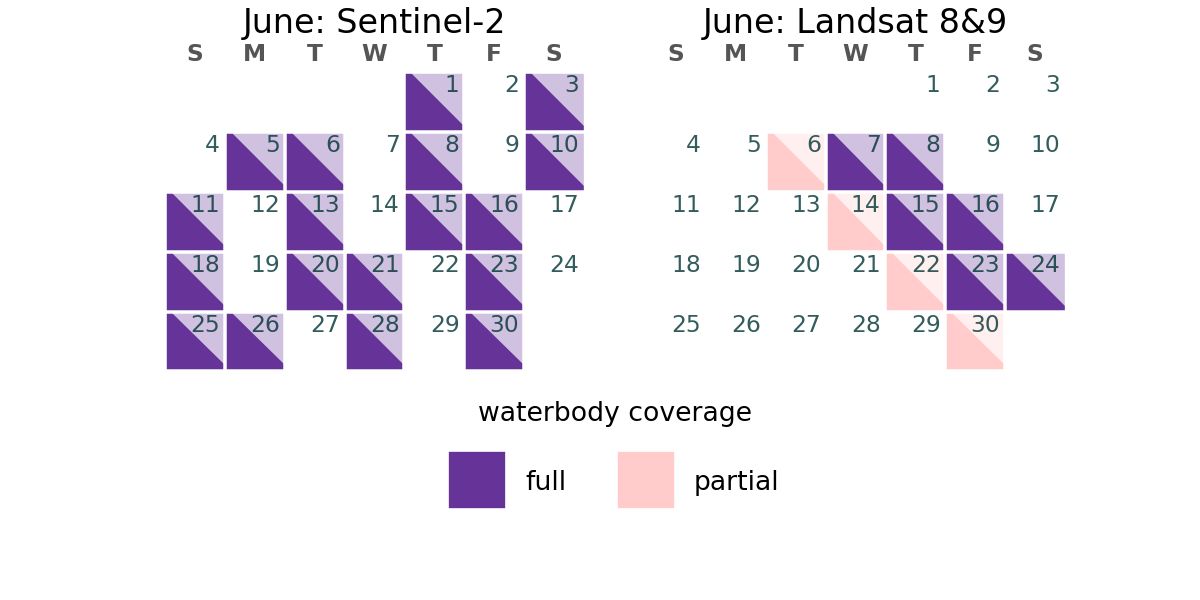 June: Sentinel-2
S M T W T F S
1 2 3
4 5 6 7 8 9 10
11 12 13 14 15 16 17
18 19 20 21 22 23 24
25 26 27 28 29 30
June: Landsat 8&9
S M T W T F S
1 2 3
4 5 6 7 8 9 10
11 12 13 14 15 16 17
18 19 20 21 22 23 24
25 26 27 28 29 30
waterbody coverage
full partial